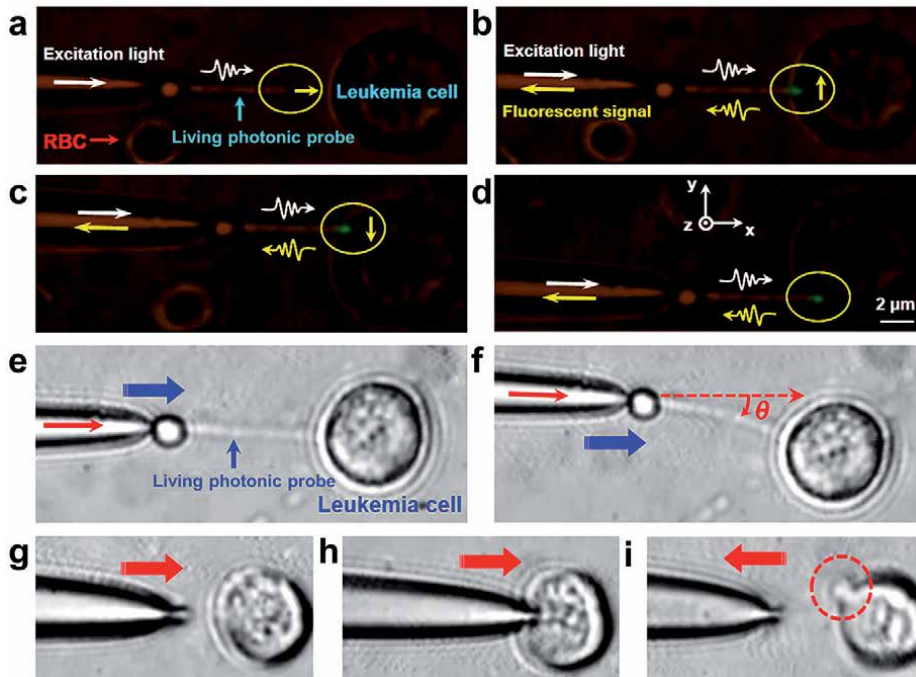 a
Excitation light
Leukemia cell
Living photonic probe
RBC
b
Excitation light
Fluorescent signal
c
d
y
z
x
2 µm
e
Living photonic probe
Leukemia cell
f
θ
g
h
i